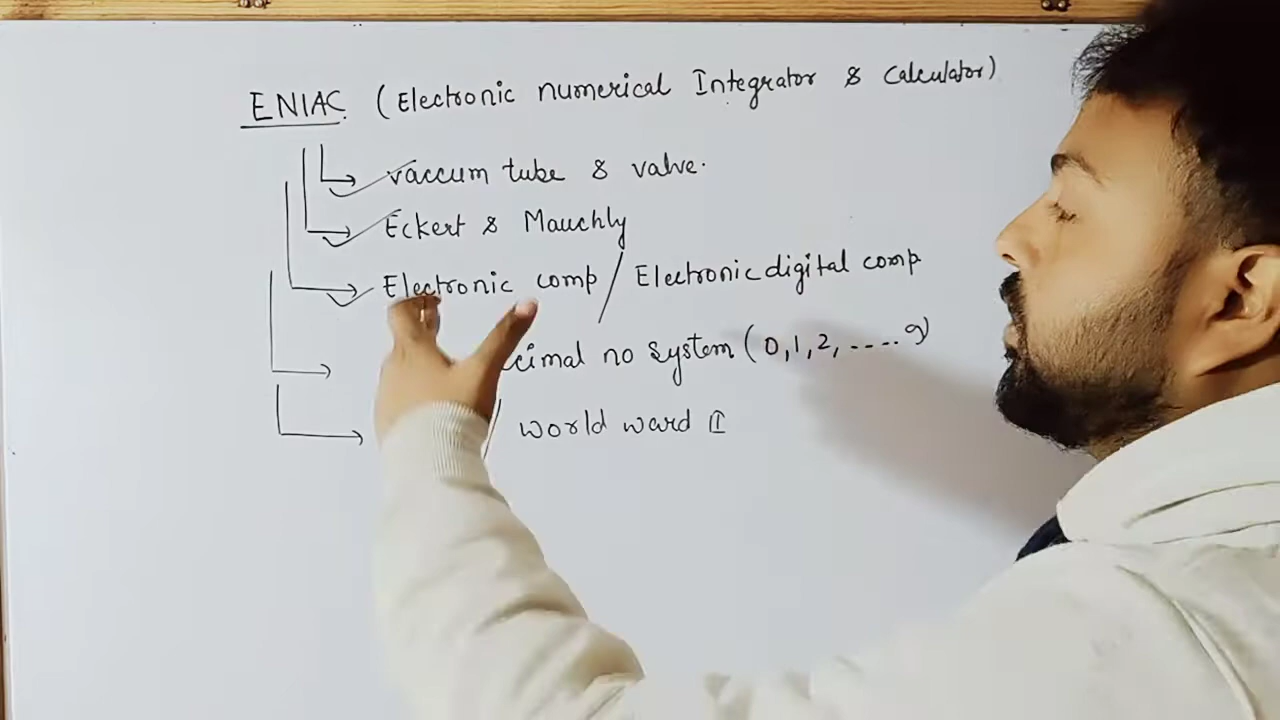 ENIAC (Electronic numerical Integrator & Calculator)
vaccum tube & valve.
Eckert & Mauchly
Electronic comp / Electronic digital comp
cimal no system (0,1,2,....9)
/ world ward II